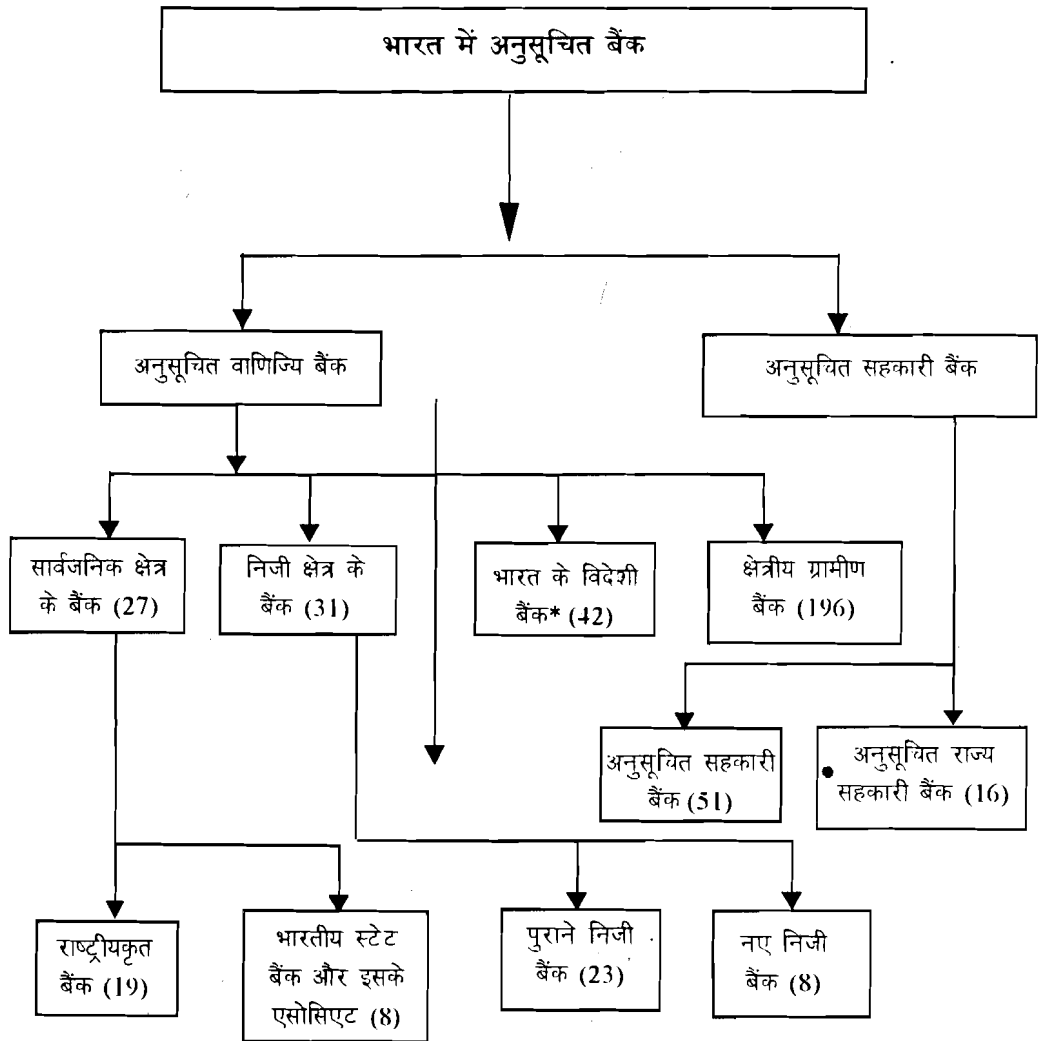 भारत में अनुसूचित बैंक
अनुसूचित वाणिज्यि बैंक
अनुसूचित सहकारी बैंक
सार्वजनिक क्षेत्र
के बैंक (27)
निजी क्षेत्र के
बैंक (31)
भारत के विदेशी
बैंक* (42)
क्षेत्रीय ग्रामीण
बैंक (196)
अनुसूचित सहकारी
बैंक (51)
अनुसूचित राज्य
सहकारी बैंक (16)
राष्ट्रीयकृत
बैंक (19)
भारतीय स्टेट
बैंक और इसके
एसोसिएट (8)
पुराने निजी
बैंक (23)
नए निजी
बैंक (8)